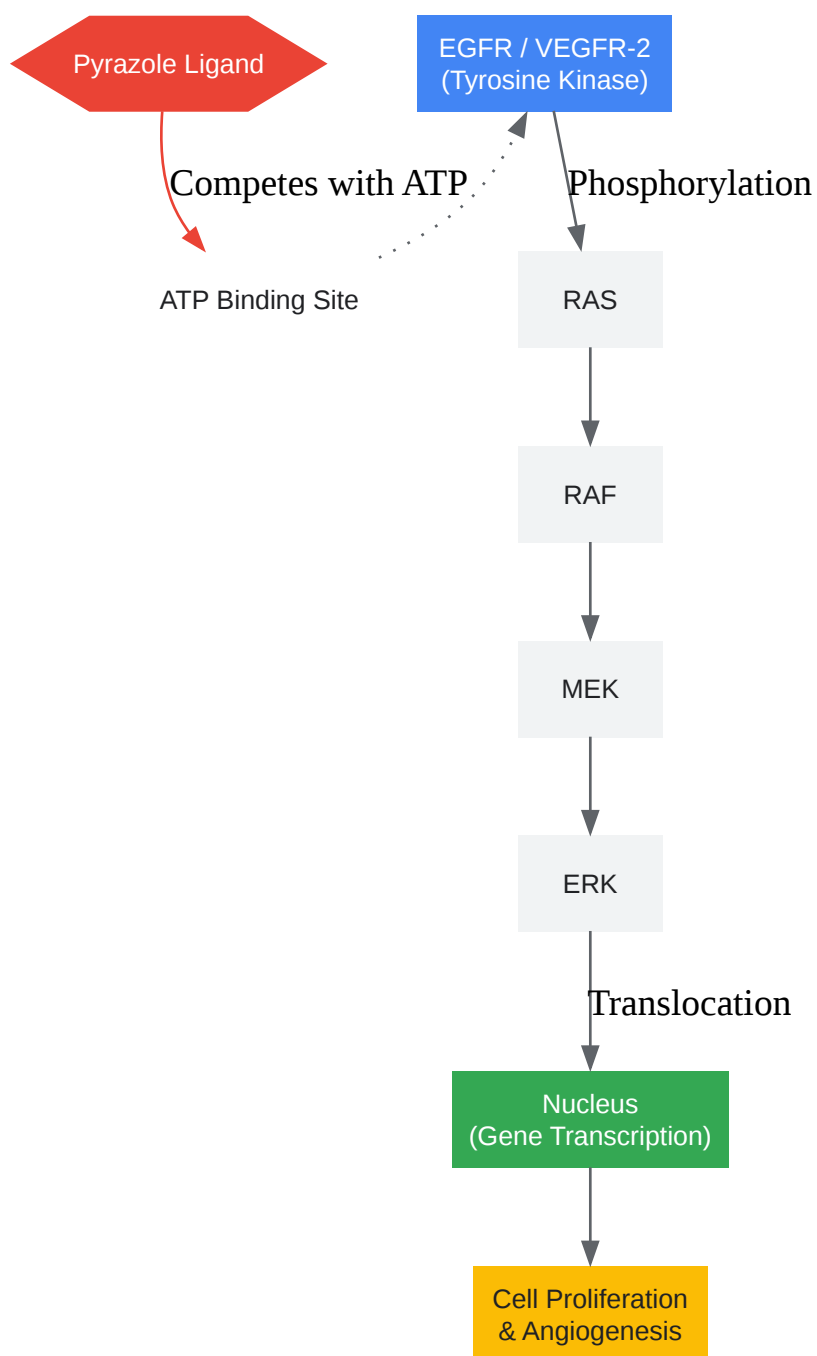 Pyrazole Ligand
EGFR / VEGFR-2
(Tyrosine Kinase)
Competes with ATP
Phosphorylation
ATP Binding Site
RAS
RAF
MEK
ERK
Translocation
Nucleus
(Gene Transcription)
Cell Proliferation
& Angiogenesis